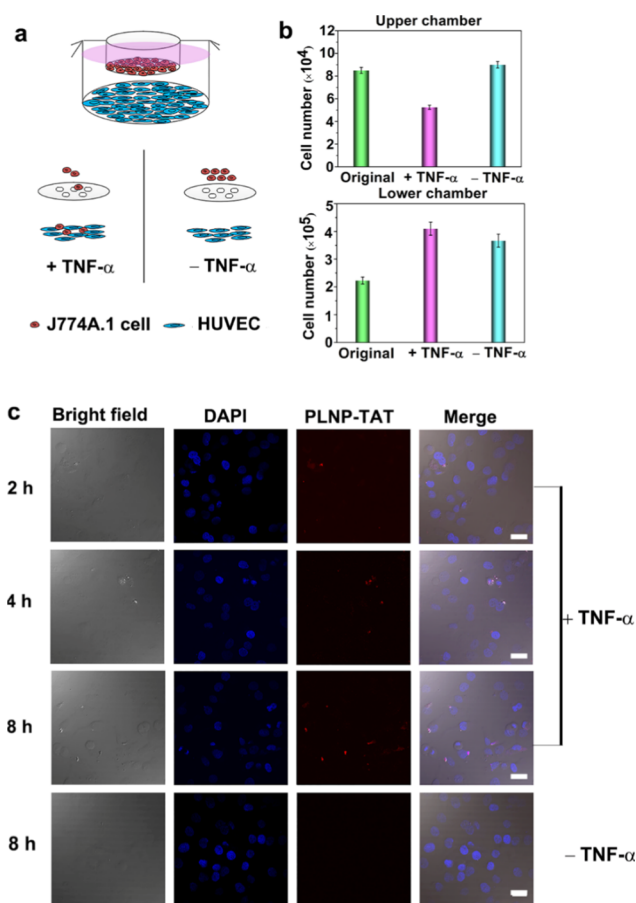 a
+ TNF-α
− TNF-α
J774A.1 cell
HUVEC
b
Upper chamber
Cell number (×10⁴)
12
10
8
6
4
2
0
Original
+ TNF-α
− TNF-α
Lower chamber
Cell number (×10⁵)
5
4
3
2
1
0
Original
+ TNF-α
− TNF-α
c
Bright field
DAPI
PLNP-TAT
Merge
2 h
4 h
8 h
+ TNF-α
8 h
− TNF-α